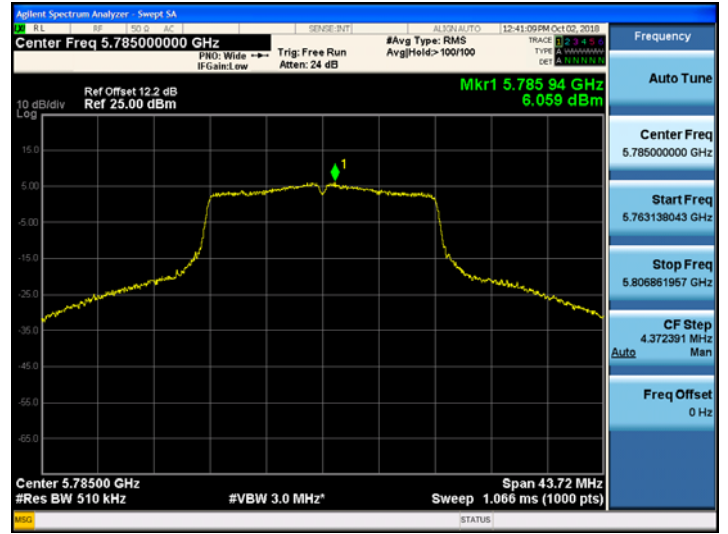 Agilent Spectrum Analyzer - Swept SA
RL RF 50 Ω AC SENSE:INT ALIGN AUTO 12:41:09 PM Oct 02, 2018
Center Freq 5.785000000 GHz
PNO: Wide
IFGain:Low
Trig: Free Run
Atten: 24 dB
#Avg Type: RMS
Avg|Hold:>100/100
TRACE 1 2 3 4 5 6
TYPE A
DET A N N N N N
Frequency
Ref Offset 12.2 dB
10 dB/div Ref 25.00 dBm
Log
Mkr1 5.785 94 GHz
6.059 dBm
1
15.0
5.00
-5.00
-15.0
-25.0
-35.0
-45.0
-55.0
-65.0
Center 5.78500 GHz Span 43.72 MHz
#Res BW 510 kHz #VBW 3.0 MHz* Sweep 1.066 ms (1000 pts)
Auto Tune
Center Freq
5.785000000 GHz
Start Freq
5.763138043 GHz
Stop Freq
5.806861957 GHz
CF Step
4.372391 MHz
Auto Man
Freq Offset
0 Hz
MSG STATUS